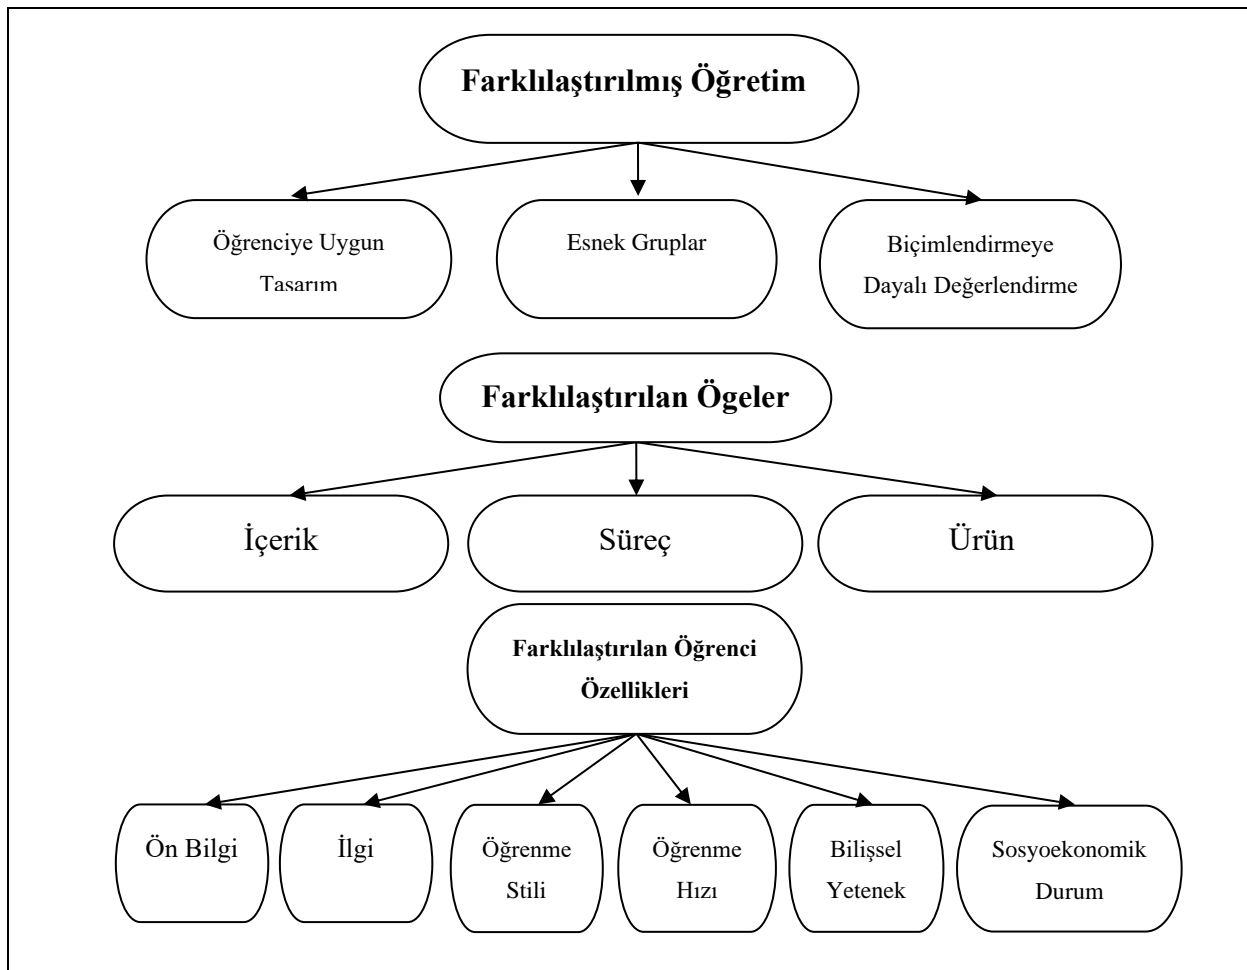 Farklılaştırılmış Öğretim
Öğrenciye Uygun
Tasarım
Esnek Gruplar
Biçimlendirmeye
Dayalı Değerlendirme
Farklılaştırılan Ögeler
İçerik
Süreç
Ürün
Farklılaştırılan Öğrenci
Özellikleri
Ön Bilgi
İlgi
Öğrenme
Stili
Öğrenme
Hızı
Bilişsel
Yetenek
Sosyoekonomik
Durum